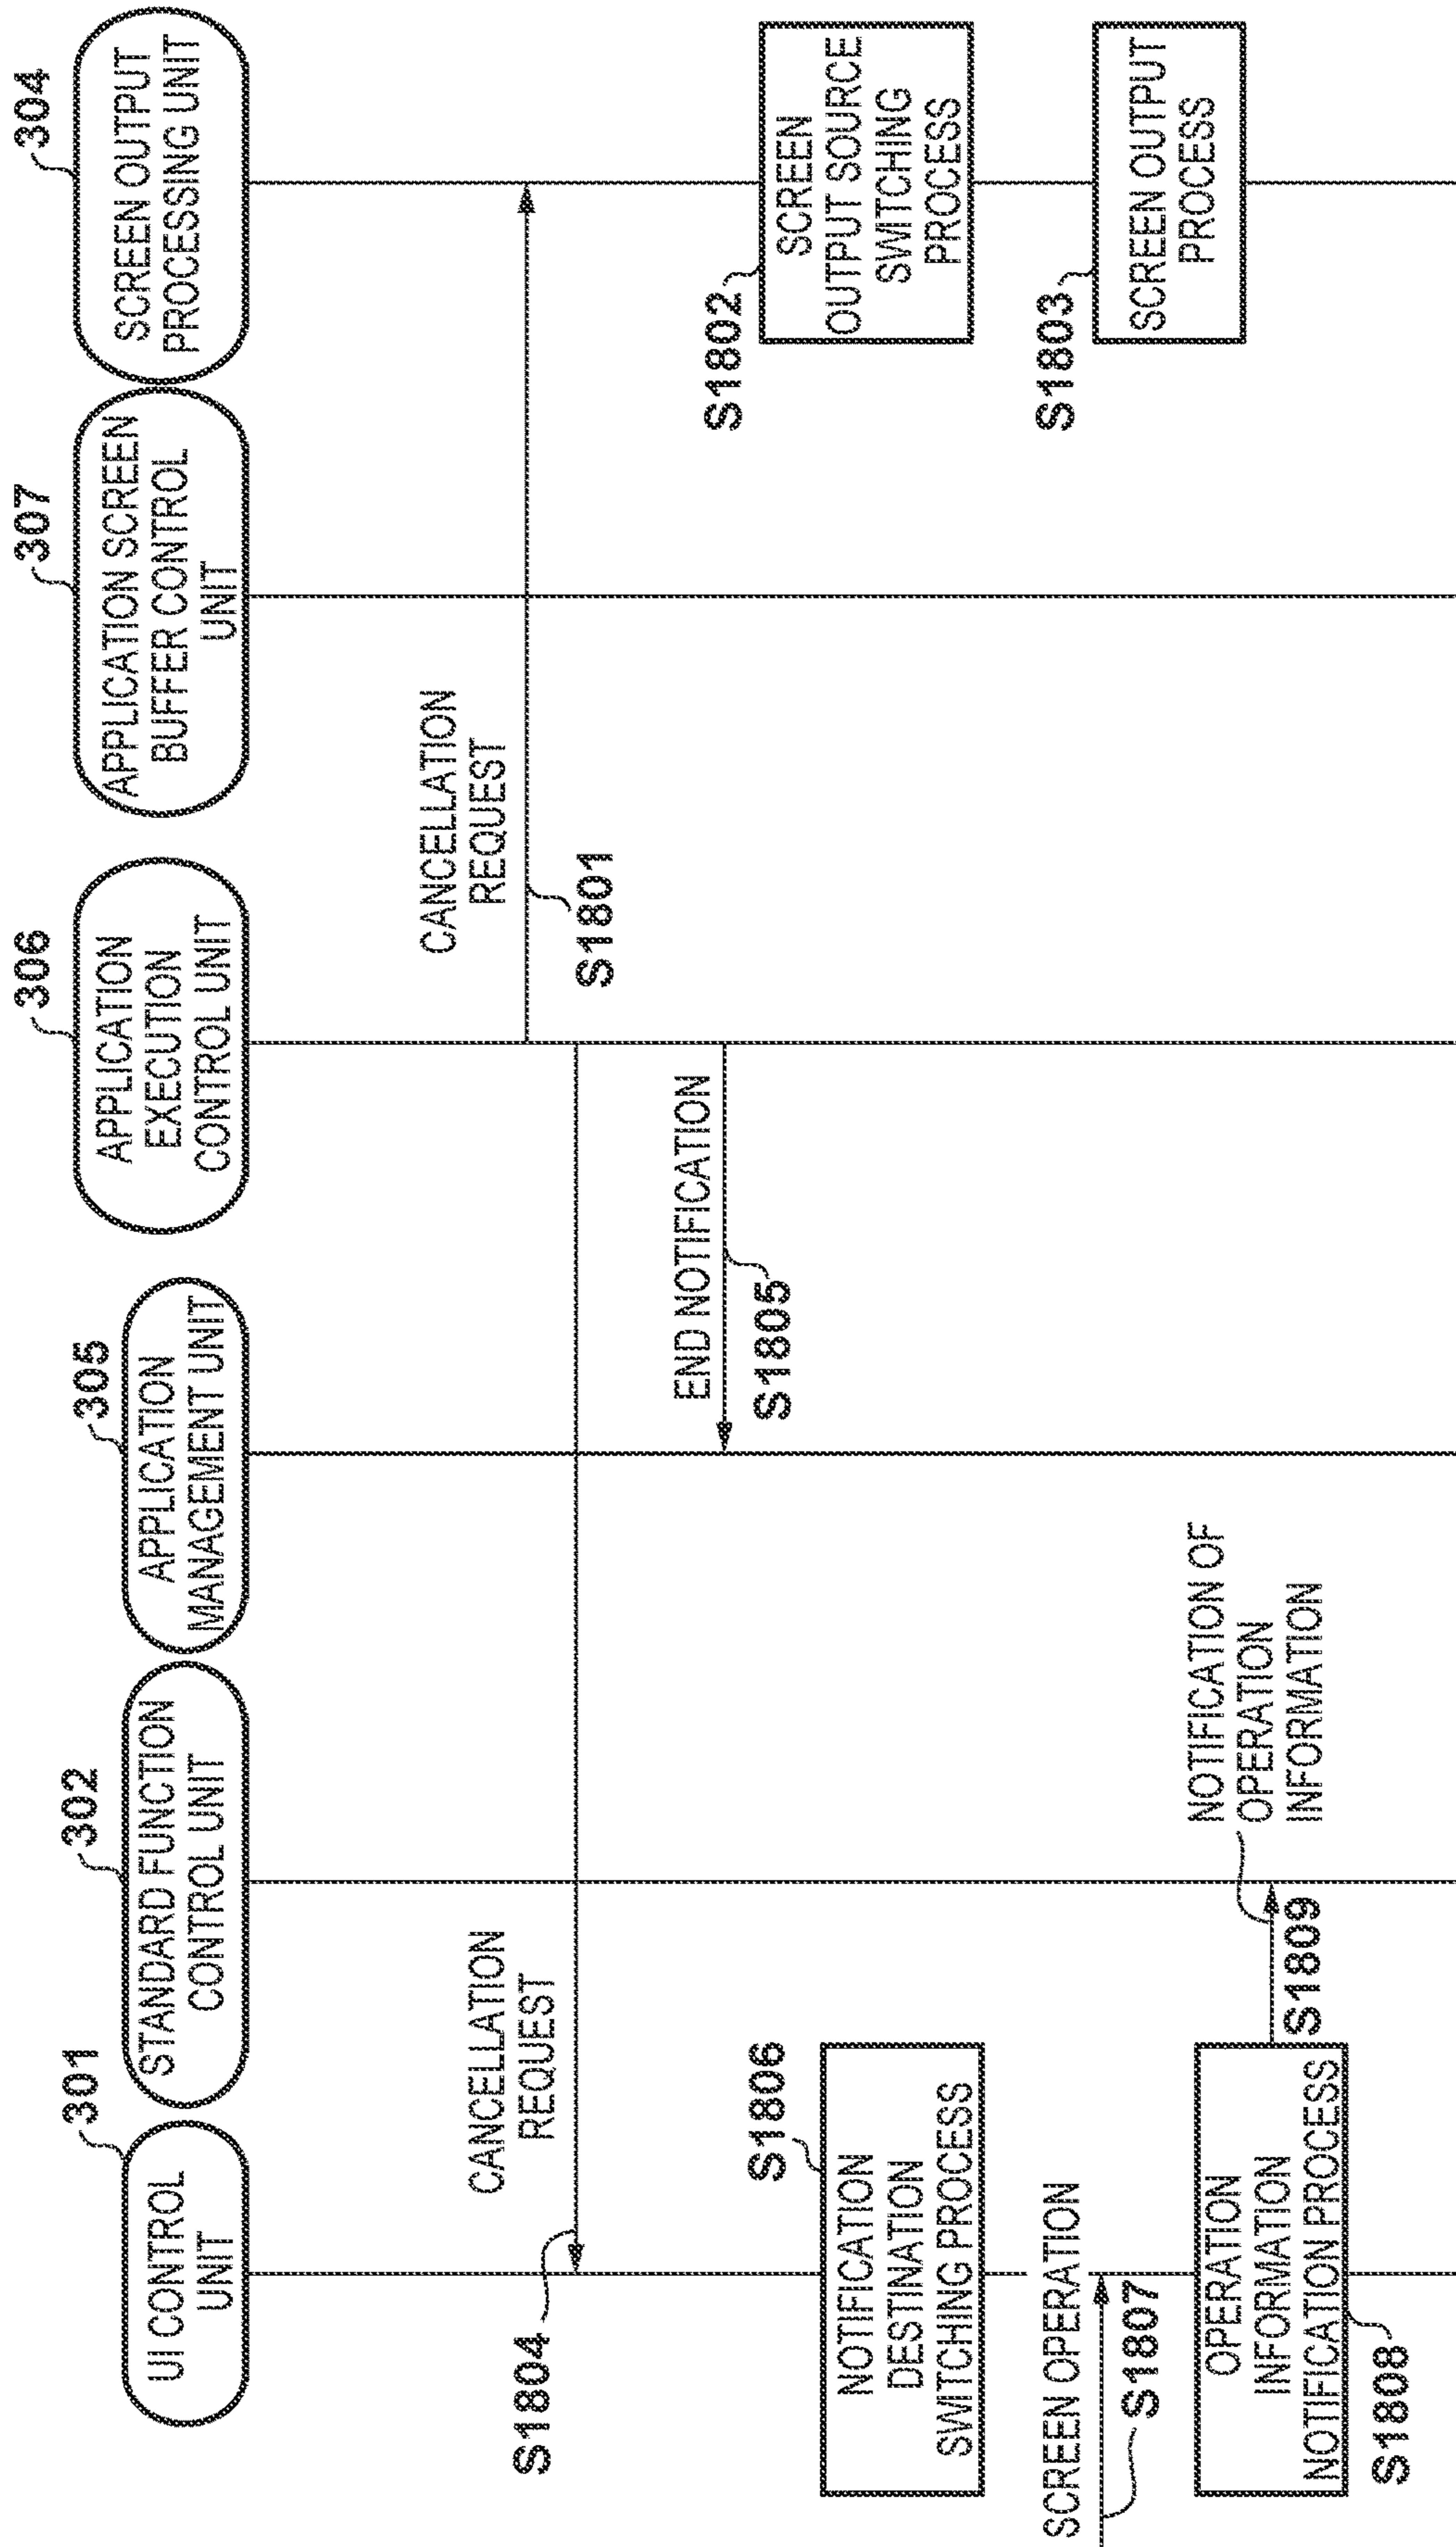 301
UI CONTROL
UNIT
302
STANDARD FUNCTION
CONTROL UNIT
305
APPLICATION
MANAGEMENT UNIT
306
APPLICATION
EXECUTION
CONTROL UNIT
307
APPLICATION SCREEN
BUFFER CONTROL
UNIT
304
SCREEN OUTPUT
PROCESSING UNIT
CANCELLATION
REQUEST
S1801
CANCELLATION
REQUEST
S1804
END NOTIFICATION
S1805
S1802
SCREEN
OUTPUT SOURCE
SWITCHING
PROCESS
S1806
NOTIFICATION
DESTINATION
SWITCHING PROCESS
S1803
SCREEN OUTPUT
PROCESS
SCREEN OPERATION
S1807
OPERATION
INFORMATION
NOTIFICATION PROCESS
S1808
NOTIFICATION OF
OPERATION
INFORMATION
S1809